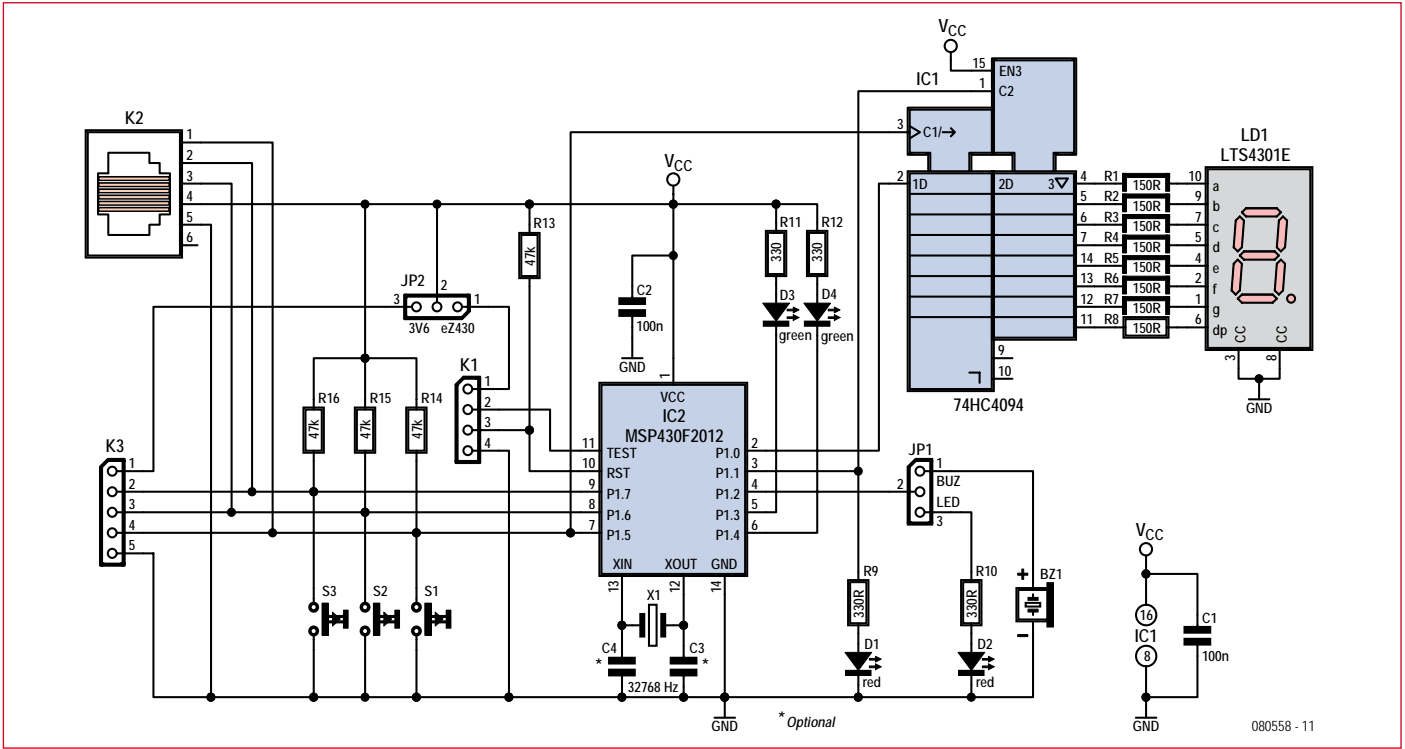 VCC
15
EN3
IC1
1
C2
K2
1
2
3
4
5
6
3
C1/→
LD1
LTS4301E
VCC
2
1D
2D
3▽
4
R1
150R
10
a
5
R2
150R
9
b
6
R3
150R
7
c
7
R4
150R
5
d
14
R5
150R
4
e
13
R6
150R
2
f
12
R7
150R
1
g
11
R8
150R
6
dp
CC
CC
3
8
GND
9
10
74HC4094
R13
47k
R11
330
R12
330
JP2
3
2
1
3V6
eZ430
C2
100n
GND
D3
green
D4
green
K1
1
2
3
4
R16
47k
R15
47k
R14
47k
1
VCC
IC2
MSP430F2012
11
TEST
10
RST
9
P1.7
8
P1.6
7
P1.5
P1.0
2
P1.1
3
P1.2
4
P1.3
5
P1.4
6
XIN
XOUT
GND
13
12
14
K3
1
2
3
4
5
JP1
1
BUZ
2
LED
3
S3
S2
S1
X1
C4
*
C3
*
32768 Hz
R9
330R
R10
330R
BZ1
+
–
D1
red
D2
red
GND
* Optional
VCC
16
IC1
8
C1
100n
GND
080558 - 11